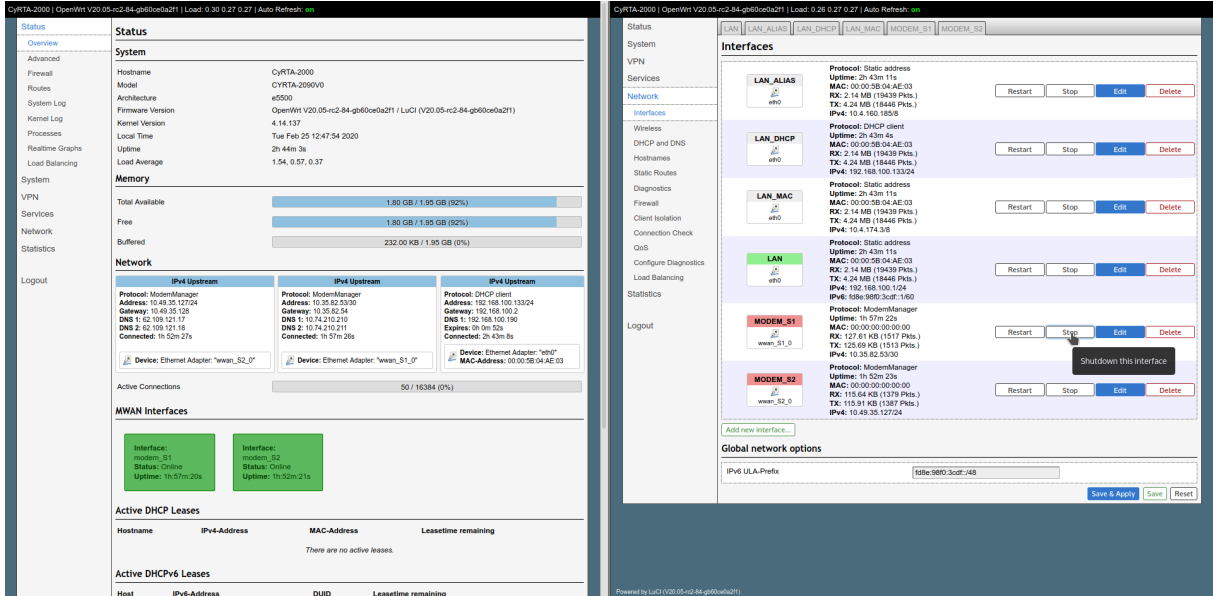 CyRTA-2000 | OpenWrt V20.05-rc2-84-gb60ce0a2f1 | Load: 0.30 0.27 0.27 | Auto Refresh: on
Status
Overview
Advanced
Firewall
Routes
System Log
Kernel Log
Processes
Realtime Graphs
Load Balancing
System
VPN
Services
Network
Statistics
Logout
Status
System
Hostname CyRTA-2000
Model CYRTA-2090V0
Architecture e5500
Firmware Version OpenWrt V20.05-rc2-84-gb60ce0a2f1 / LuCI (V20.05-rc2-84-gb60ce0a2f1)
Kernel Version 4.14.137
Local Time Tue Feb 25 12:47:54 2020
Uptime 2h 44m 3s
Load Average 1.54, 0.57, 0.37
Memory
Total Available 1.80 GB / 1.95 GB (92%)
Free 1.80 GB / 1.95 GB (92%)
Buffered 232.00 KB / 1.95 GB (0%)
Network
IPv4 Upstream
Protocol: ModemManager
Address: 10.49.35.127/24
Gateway: 10.49.35.128
DNS 1: 62.109.121.17
DNS 2: 62.109.121.18
Connected: 1h 52m 27s
Device: Ethernet Adapter: "wwan_S2_0"
IPv4 Upstream
Protocol: ModemManager
Address: 10.35.82.53/30
Gateway: 10.35.82.54
DNS 1: 10.74.210.210
DNS 2: 10.74.210.211
Connected: 1h 57m 26s
Device: Ethernet Adapter: "wwan_S1_0"
IPv4 Upstream
Protocol: DHCP client
Address: 192.168.100.133/24
Gateway: 192.168.100.2
DNS 1: 192.168.100.190
Expires: 0h 0m 52s
Connected: 2h 43m 8s
Device: Ethernet Adapter: "eth0"
MAC-Address: 00:00:5B:04:AE:03
Active Connections 50 / 16384 (0%)
MWAN Interfaces
Interface:
modem_S1
Status: Online
Uptime: 1h:57m:20s
Interface:
modem_S2
Status: Online
Uptime: 1h:52m:21s
Active DHCP Leases
Hostname IPv4-Address MAC-Address Leasetime remaining
There are no active leases.
Active DHCPv6 Leases
Host IPv6-Address DUID Leasetime remaining
CyRTA-2000 | OpenWrt V20.05-rc2-84-gb60ce0a2f1 | Load: 0.26 0.27 0.27 | Auto Refresh: on
Status
System
VPN
Services
Network
Interfaces
Wireless
DHCP and DNS
Hostnames
Static Routes
Diagnostics
Firewall
Client Isolation
Connection Check
QoS
Configure Diagnostics
Load Balancing
Statistics
Logout
LAN LAN_ALIAS LAN_DHCP LAN_MAC MODEM_S1 MODEM_S2
Interfaces
LAN_ALIAS
eth0
Protocol: Static address
Uptime: 2h 43m 11s
MAC: 00:00:5B:04:AE:03
RX: 2.14 MB (19439 Pkts.)
TX: 4.24 MB (18446 Pkts.)
IPv4: 10.4.160.185/8
Restart Stop Edit Delete
LAN_DHCP
eth0
Protocol: DHCP client
Uptime: 2h 43m 4s
MAC: 00:00:5B:04:AE:03
RX: 2.14 MB (19439 Pkts.)
TX: 4.24 MB (18446 Pkts.)
IPv4: 192.168.100.133/24
Restart Stop Edit Delete
LAN_MAC
eth0
Protocol: Static address
Uptime: 2h 43m 11s
MAC: 00:00:5B:04:AE:03
RX: 2.14 MB (19439 Pkts.)
TX: 4.24 MB (18446 Pkts.)
IPv4: 10.4.174.3/8
Restart Stop Edit Delete
LAN
eth0
Protocol: Static address
Uptime: 2h 43m 11s
MAC: 00:00:5B:04:AE:03
RX: 2.14 MB (19439 Pkts.)
TX: 4.24 MB (18446 Pkts.)
IPv4: 192.168.100.1/24
IPv6: fd8e:98f0:3cdf::1/60
Restart Stop Edit Delete
MODEM_S1
wwan_S1_0
Protocol: ModemManager
Uptime: 1h 57m 22s
MAC: 00:00:00:00:00:00
RX: 127.61 KB (1517 Pkts.)
TX: 125.69 KB (1513 Pkts.)
IPv4: 10.35.82.53/30
Restart Stop Edit Delete
Shutdown this interface
MODEM_S2
wwan_S2_0
Protocol: ModemManager
Uptime: 1h 52m 23s
MAC: 00:00:00:00:00:00
RX: 115.64 KB (1379 Pkts.)
TX: 115.91 KB (1387 Pkts.)
IPv4: 10.49.35.127/24
Restart Stop Edit Delete
Add new interface...
Global network options
IPv6 ULA-Prefix fd8e:98f0:3cdf::/48
Save & Apply Save Reset
Powered by LuCI (V20.05-rc2-84-gb60ce0a2f1)